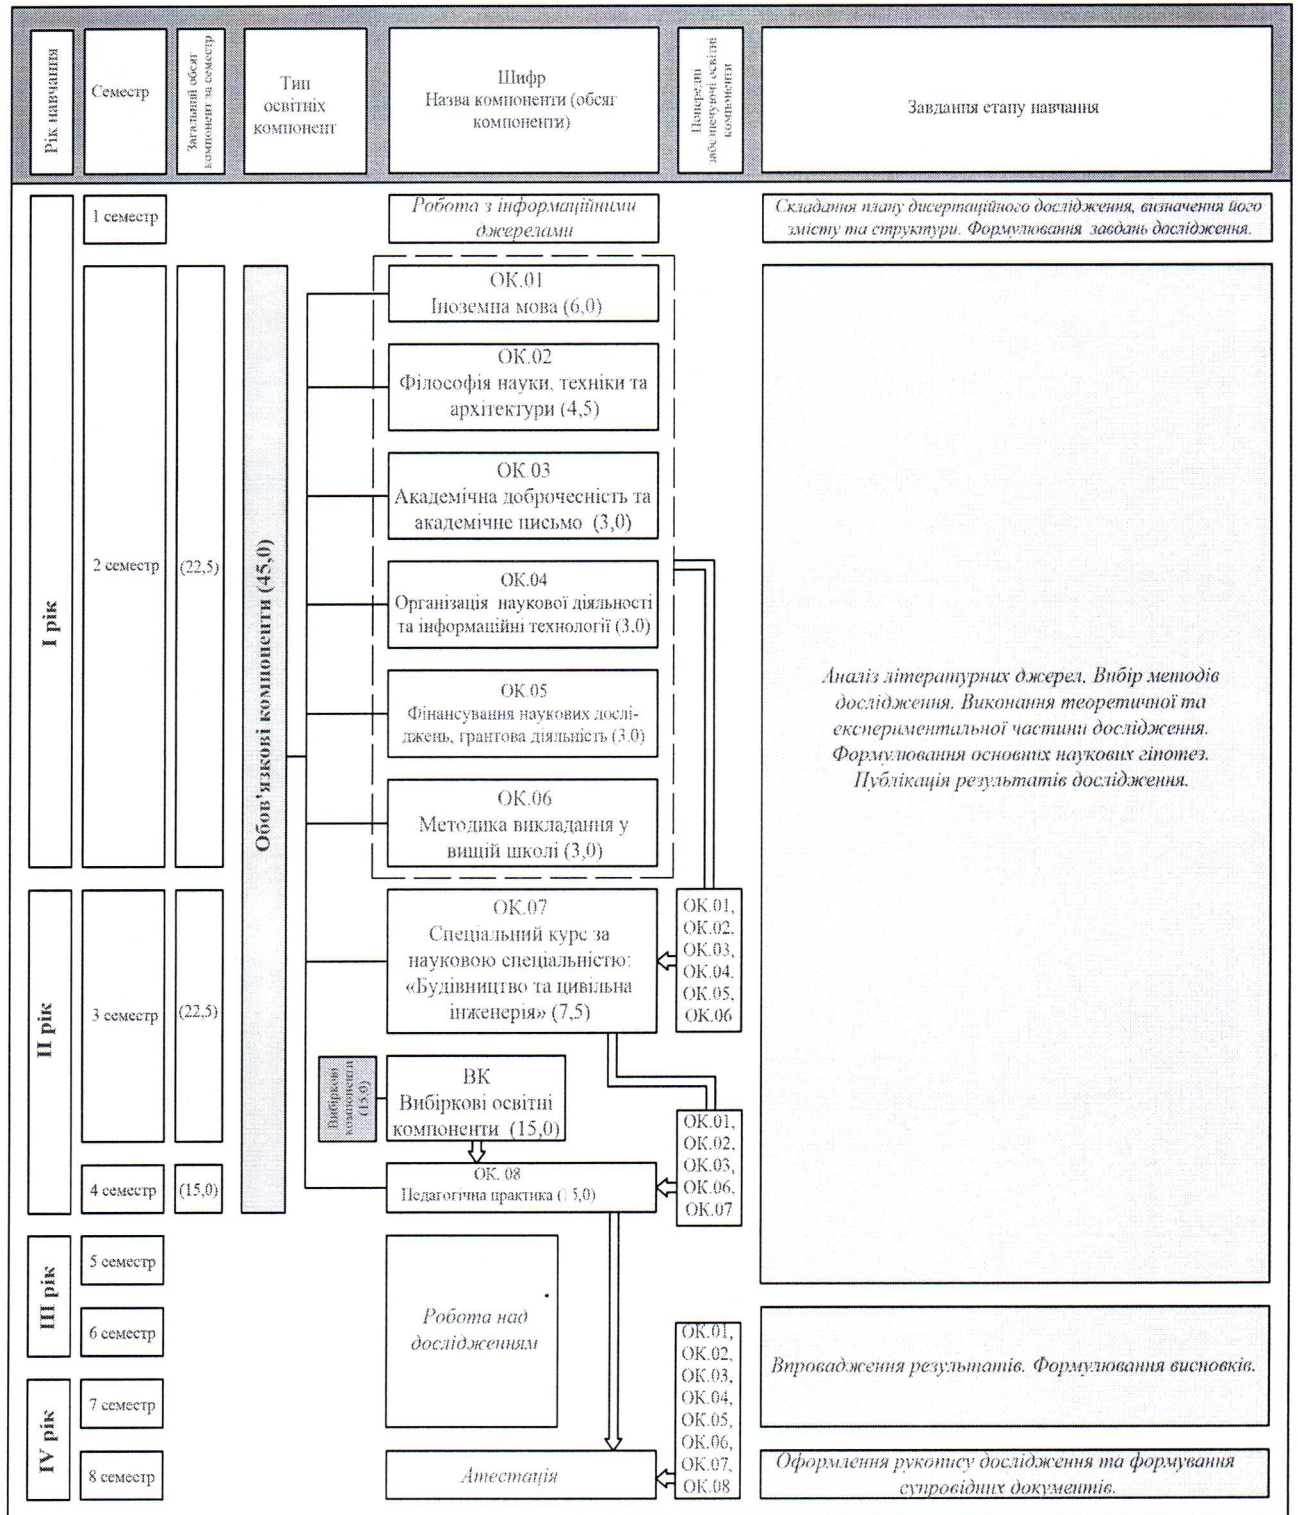 Рік навчання
Семестр
Загальний обсяг
компонент за семестр
Тип
освітніх
компонент
Шифр
Назва компоненти (обсяг
компоненти)
Попередні
забезпечуючі освітні
компоненти
Завдання етапу навчання
І рік
1 семестр
Робота з інформаційними
джерелами
Складання плану дисертаційного дослідження, визначення його
змісту та структури. Формулювання завдань дослідження.
2 семестр
(22,5)
Обов'язкові компоненти (45,0)
ОК.01
Іноземна мова (6,0)
ОК.02
Філософія науки, техніки та
архітектури (4,5)
ОК.03
Академічна доброчесність та
академічне письмо (3,0)
ОК.04
Організація наукової діяльності
та інформаційні технології (3,0)
ОК.05
Фінансування наукових дослі-
джень, грантова діяльність (3,0)
ОК.06
Методика викладання у
вищій школі (3,0)
Аналіз літературних джерел, Вибір методів
дослідження. Виконання теоретичної та
експериментальної частини дослідження.
Формулювання основних наукових гіпотез.
Публікація результатів дослідження.
ІІ рік
3 семестр
(22,5)
ОК.07
Спеціальний курс за
науковою спеціальністю:
«Будівництво та цивільна
інженерія» (7,5)
ОК.01,
ОК.02,
ОК.03,
ОК.04,
ОК.05,
ОК.06
Вибіркові
компоненти
(15,0)
ВК
Вибіркові освітні
компоненти (15,0)
ОК.01,
ОК.02,
ОК.03,
ОК.06,
ОК.07
4 семестр
(15,0)
ОК. 08
Педагогічна практика
ІІІ рік
5 семестр
6 семестр
Робота над
дослідженням
ОК.01,
ОК.02,
ОК.03,
ОК.04,
ОК.05,
ОК.06,
ОК.07,
ОК.08
Впровадження результатів. Формулювання висновків.
IV рік
7 семестр
8 семестр
Атестація
Оформлення рукопису дослідження та формування
супровідних документів.